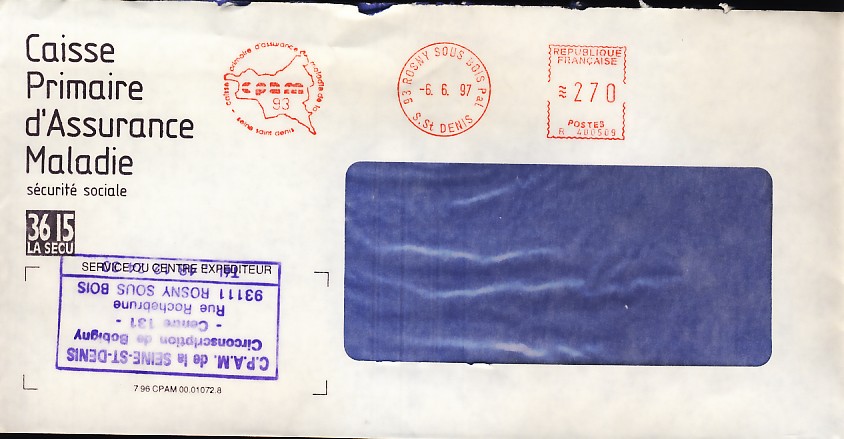 Caisse
Primaire
d'Assurance
Maladie
sécurité sociale
36 15
LA SECU
caisse primaire d'assurance de maladie de la
cpam
93
seine saint denis
93 ROSNY SOUS BOIS Pal
-6. 6. 97
S.St DENIS
REPUBLIQUE
FRANÇAISE
270
POSTES
R 400509
SERVICE OU CENTRE EXPEDITEUR
C.P.A.M. de la SEINE-ST-DENIS
Circonscription de Bobigny
- Centre 131 -
Rue Rochebrune
93111 ROSNY SOUS BOIS
7 96 CPAM 00.01072.8